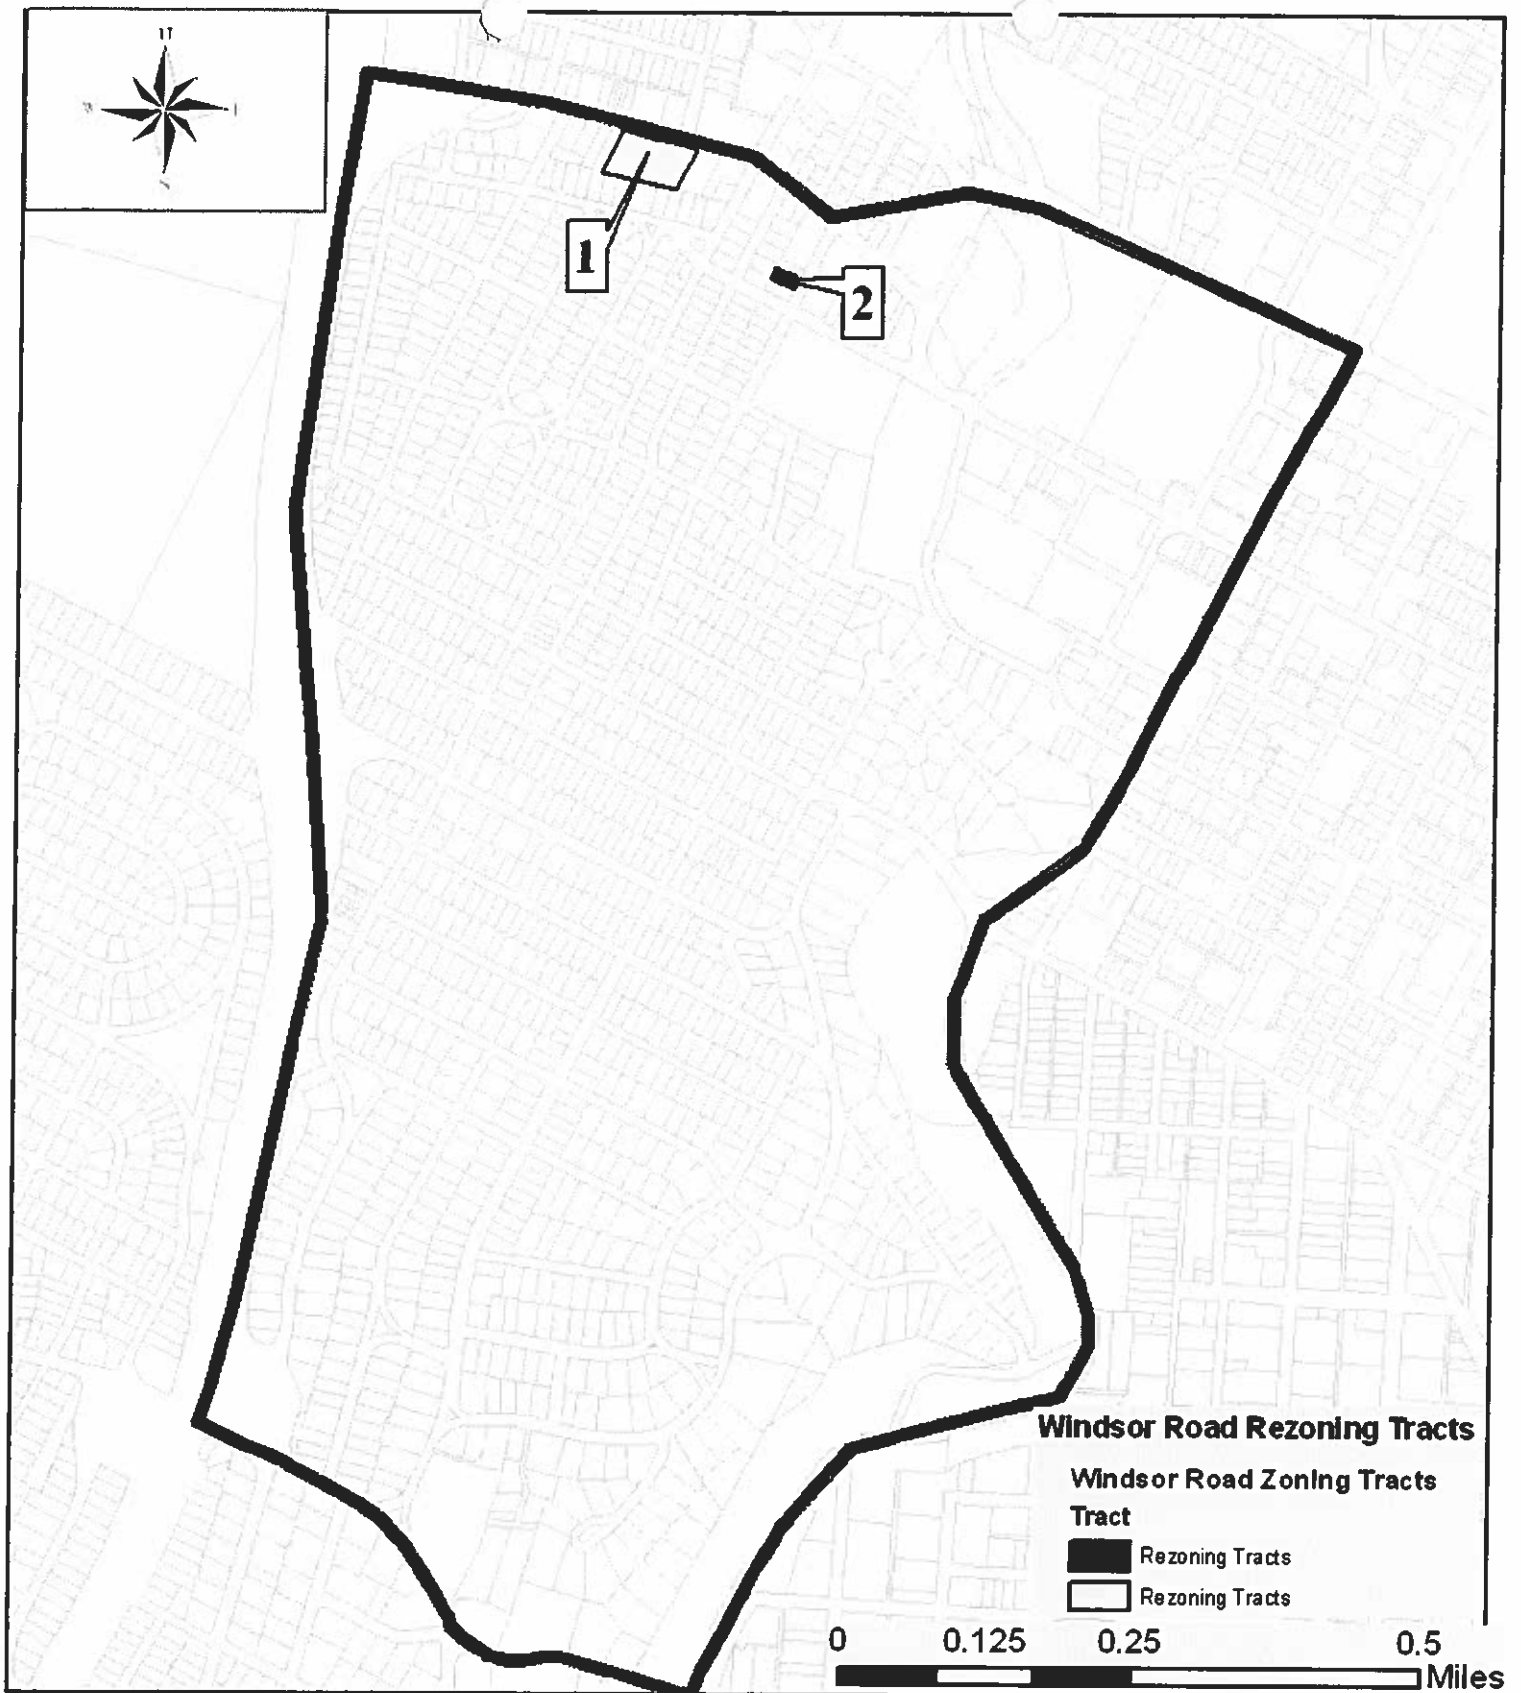 1
2
Windsor Road Rezoning Tracts
Windsor Road Zoning Tracts
Tract
Rezoning Tracts
Rezoning Tracts
0 0.125 0.25 0.5
Miles